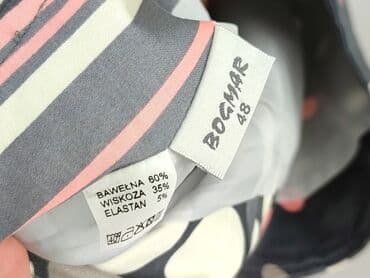 BOGMAR
48
BAWEŁNA 60%
WISKOZA 35%
ELASTAN 5%